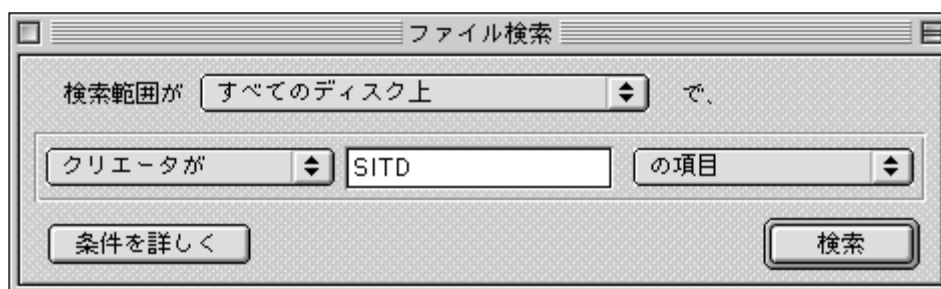 ファイル検索
検索範囲が すべてのディスク上 で、
クリエータが SITD の項目
条件を詳しく 検索